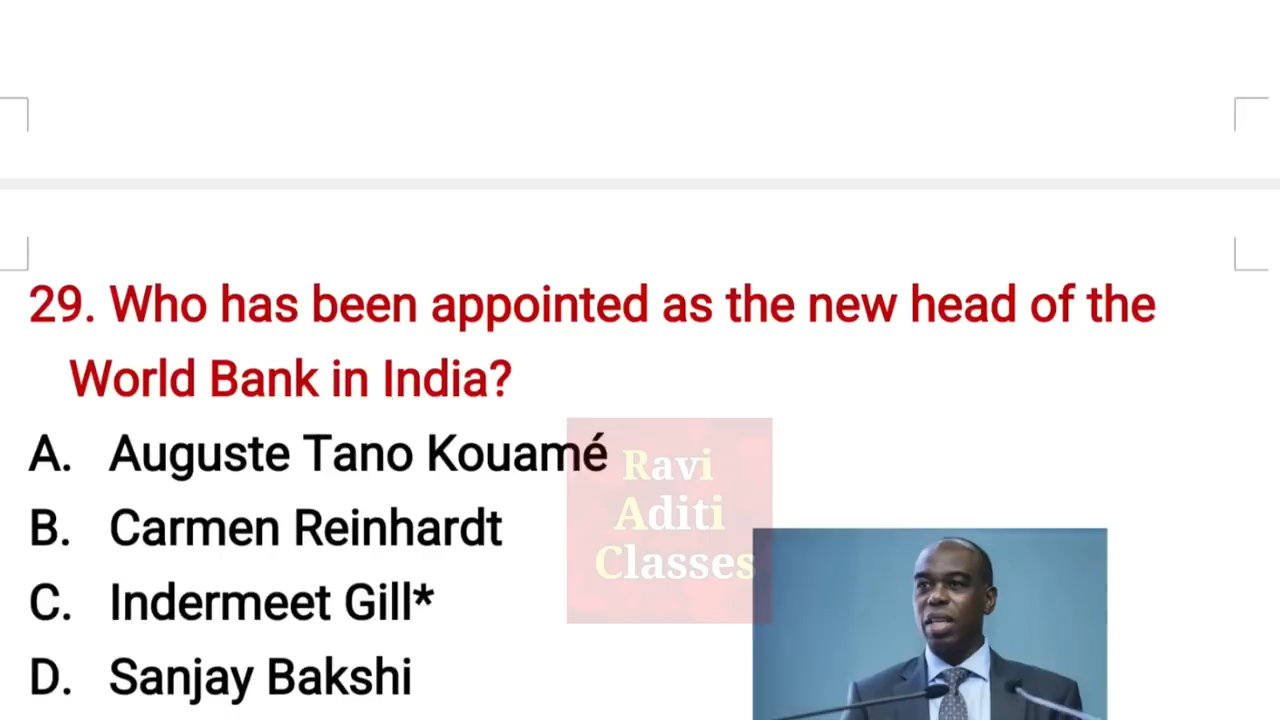 29. Who has been appointed as the new head of the
World Bank in India?
A. Auguste Tano Kouamé
B. Carmen Reinhardt
C. Indermeet Gill*
D. Sanjay Bakshi
Ravi
Aditi
Classes